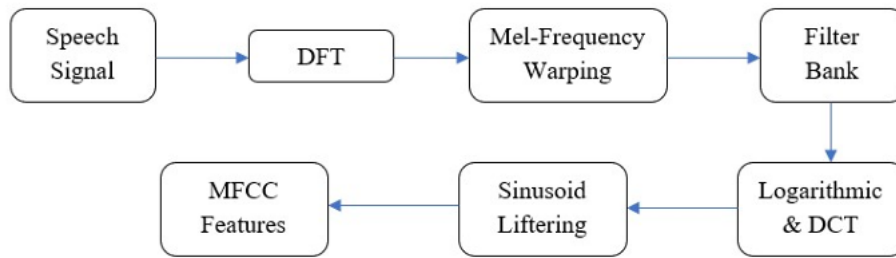 Speech
Signal
DFT
Mel-Frequency
Warping
Filter
Bank
Logarithmic
& DCT
Sinusoid
Liftering
MFCC
Features